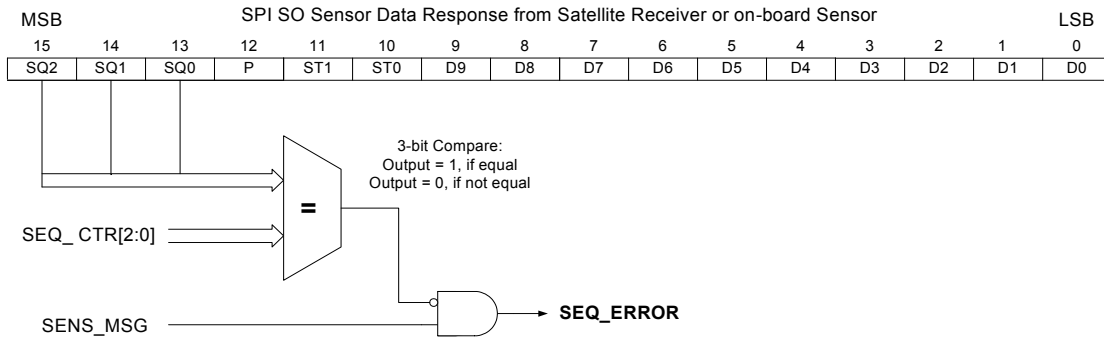 MSB SPI SO Sensor Data Response from Satellite Receiver or on-board Sensor LSB
15 14 13 12 11 10 9 8 7 6 5 4 3 2 1 0
SQ2 SQ1 SQ0 P ST1 ST0 D9 D8 D7 D6 D5 D4 D3 D2 D1 D0
3-bit Compare:
Output = 1, if equal
Output = 0, if not equal
=
SEQ_ CTR[2:0]
SEQ_ERROR
SENS_MSG